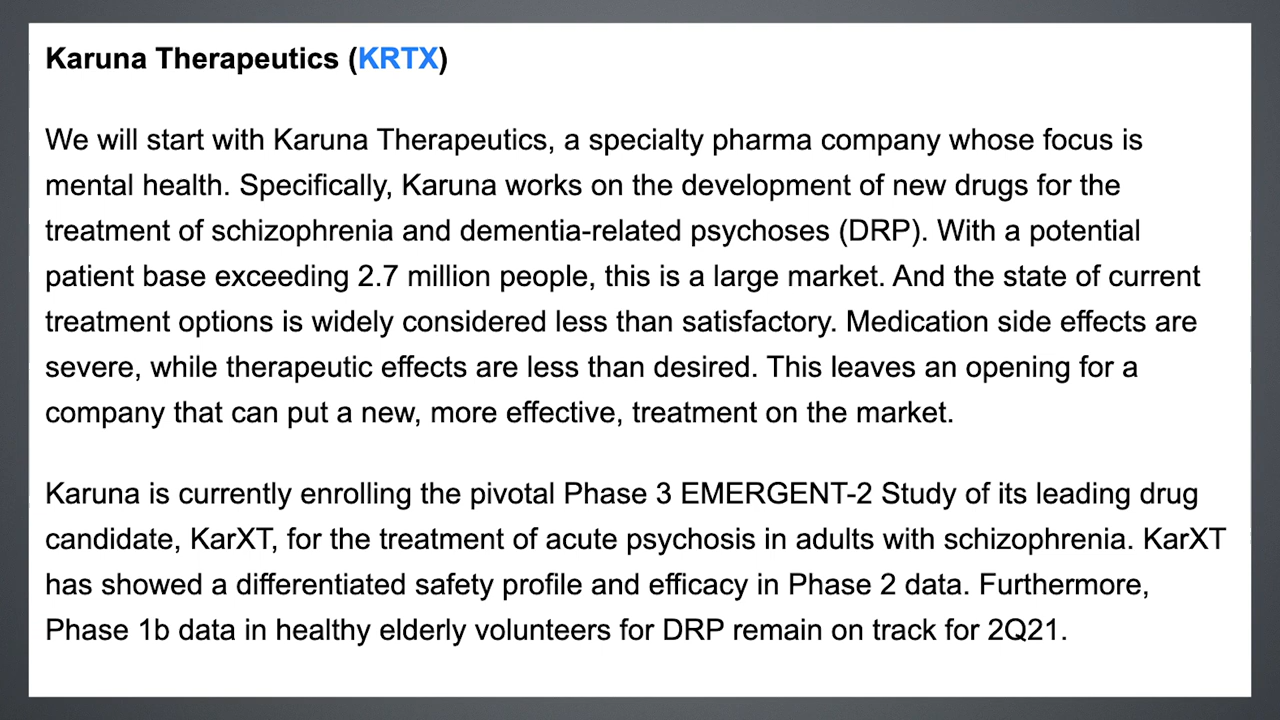 Karuna Therapeutics (KRTX)
We will start with Karuna Therapeutics, a specialty pharma company whose focus is
mental health. Specifically, Karuna works on the development of new drugs for the
treatment of schizophrenia and dementia-related psychoses (DRP). With a potential
patient base exceeding 2.7 million people, this is a large market. And the state of current
treatment options is widely considered less than satisfactory. Medication side effects are
severe, while therapeutic effects are less than desired. This leaves an opening for a
company that can put a new, more effective, treatment on the market.
Karuna is currently enrolling the pivotal Phase 3 EMERGENT-2 Study of its leading drug
candidate, KarXT, for the treatment of acute psychosis in adults with schizophrenia. KarXT
has showed a differentiated safety profile and efficacy in Phase 2 data. Furthermore,
Phase 1b data in healthy elderly volunteers for DRP remain on track for 2Q21.